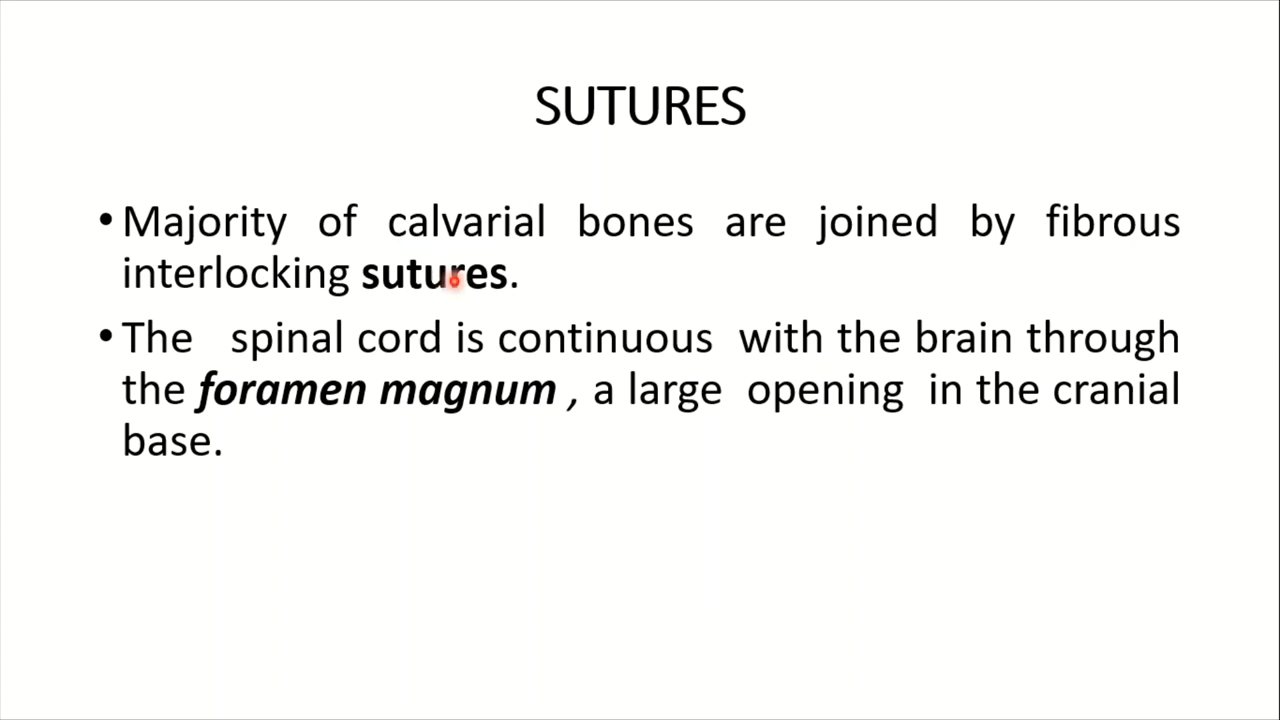 SUTURES
• Majority of calvarial bones are joined by fibrous
interlocking sutures.
• The spinal cord is continuous with the brain through
the foramen magnum , a large opening in the cranial
base.